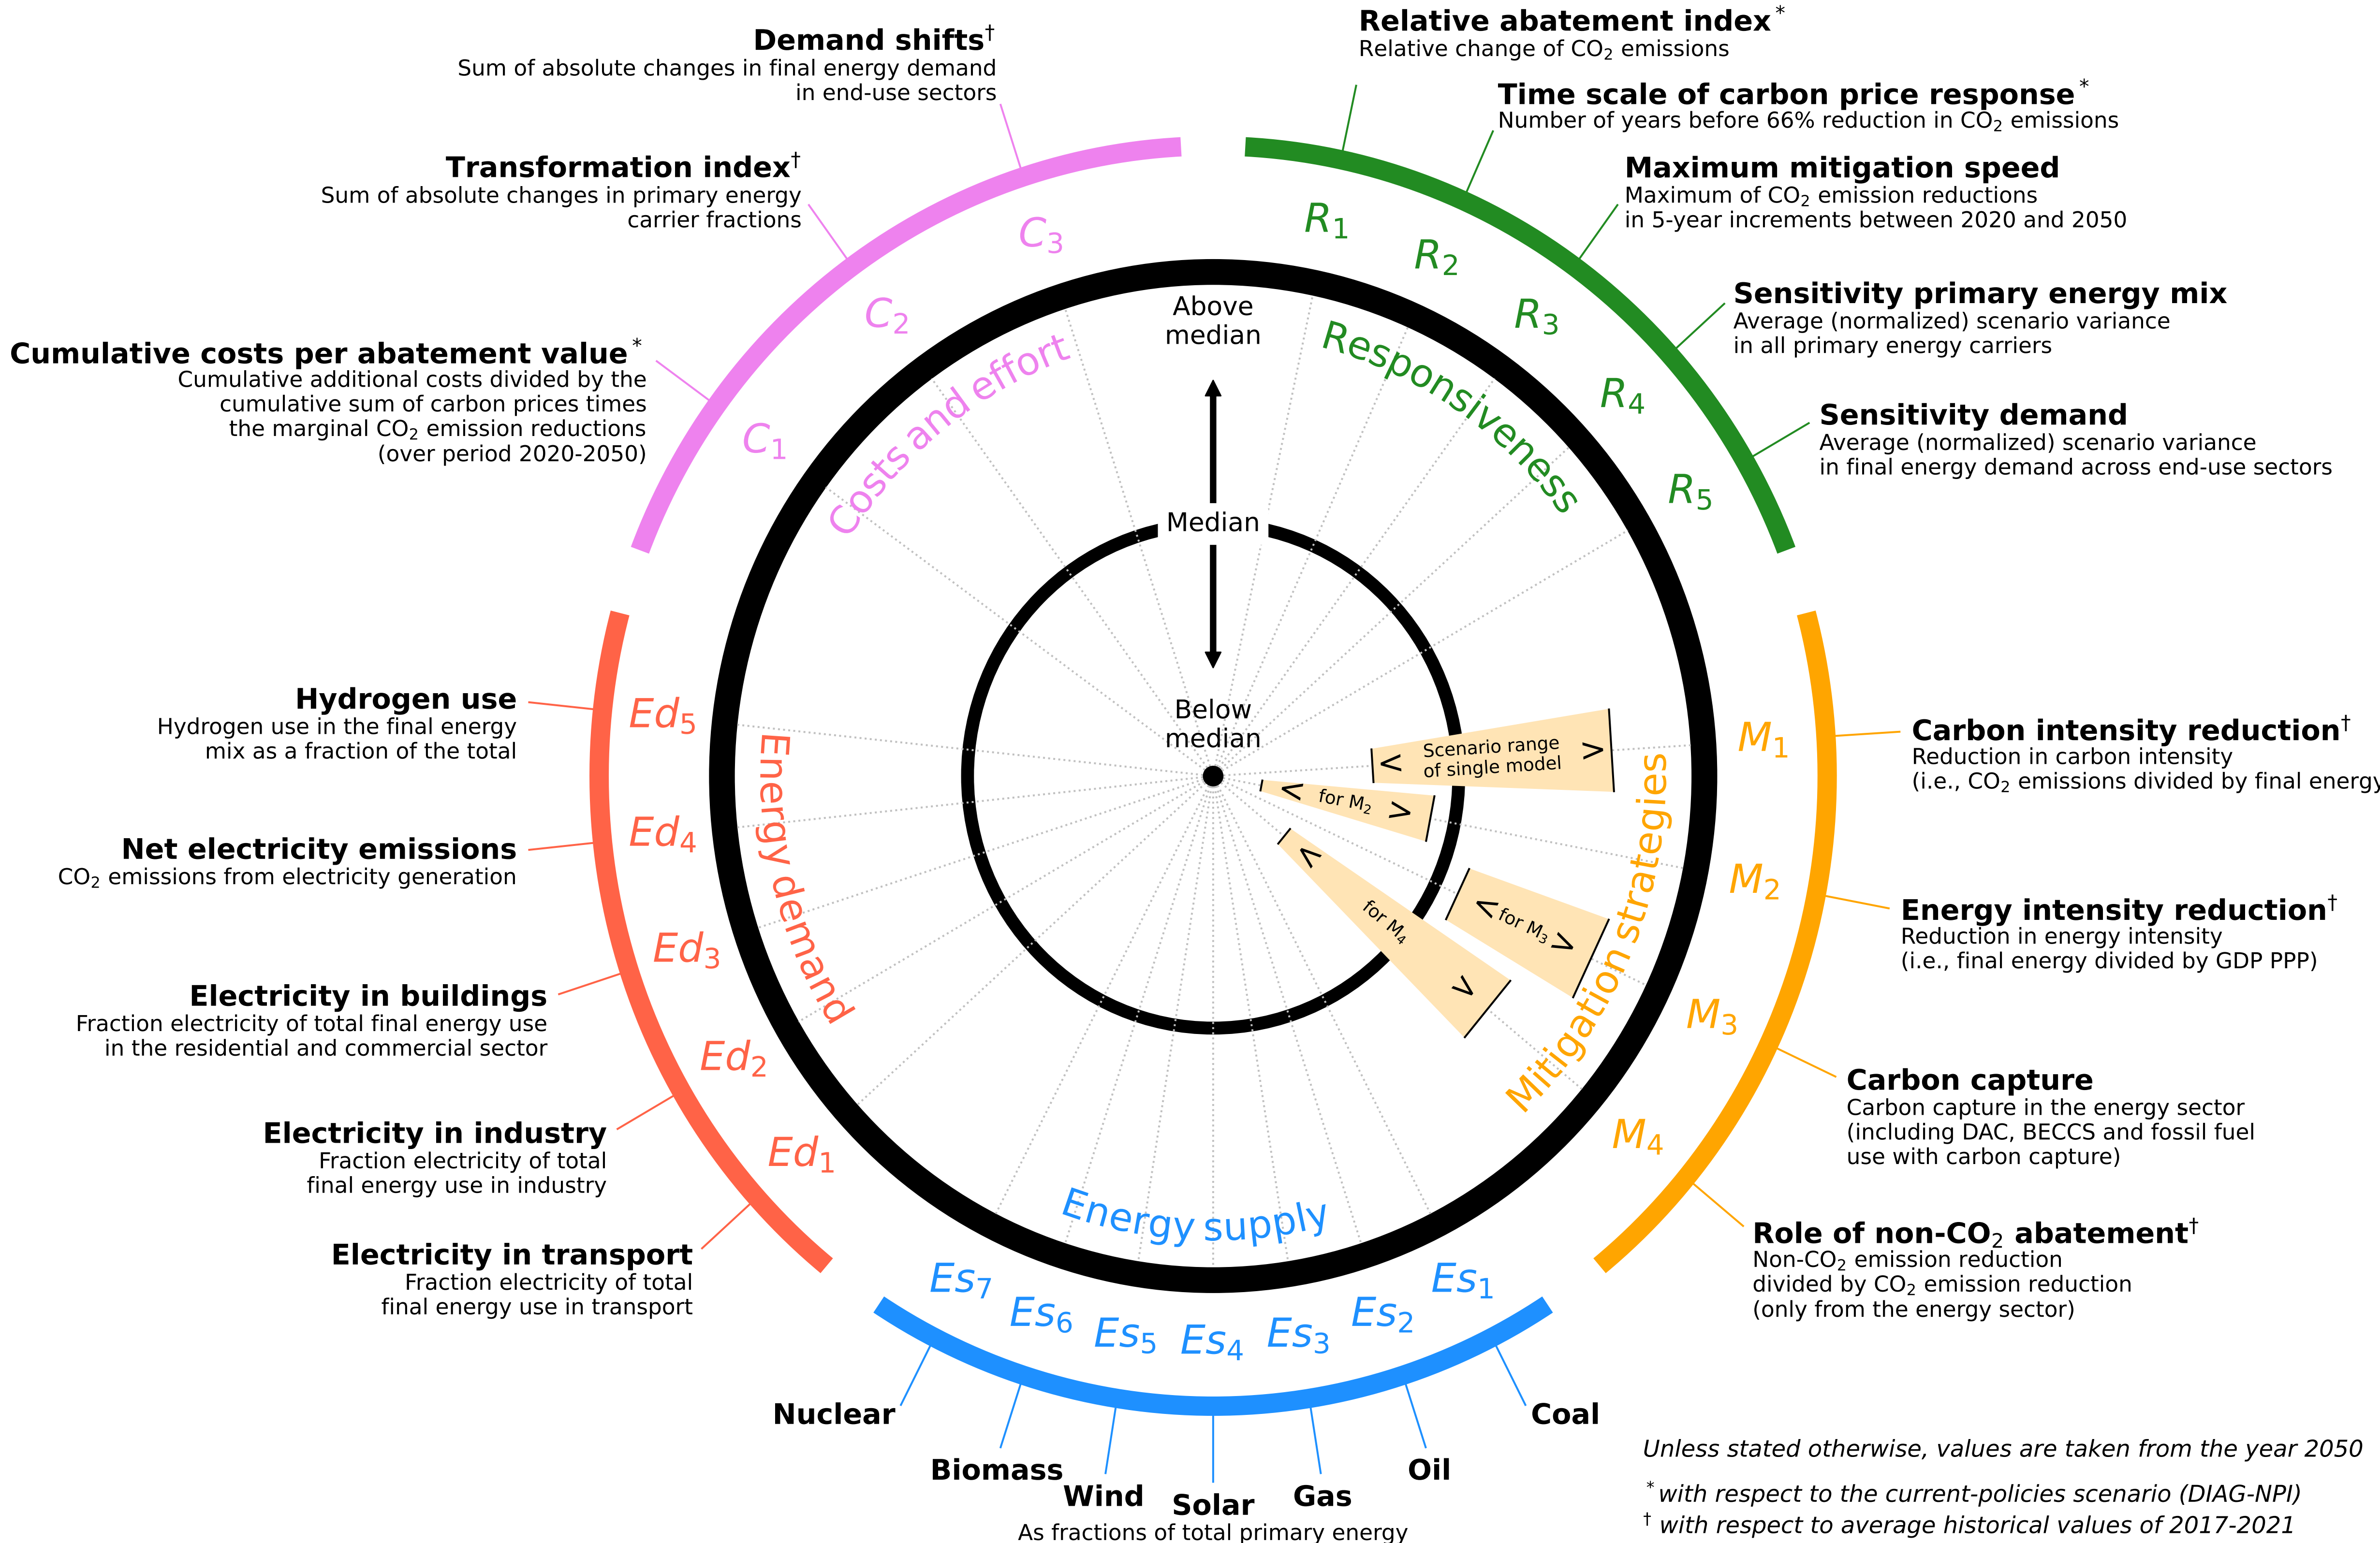 Relative abatement index*
Relative change of CO₂ emissions
Time scale of carbon price response*
Number of years before 66% reduction in CO₂ emissions
Maximum mitigation speed
Maximum of CO₂ emission reductions
in 5-year increments between 2020 and 2050
Sensitivity primary energy mix
Average (normalized) scenario variance
in all primary energy carriers
Sensitivity demand
Average (normalized) scenario variance
in final energy demand across end-use sectors
Demand shifts†
Sum of absolute changes in final energy demand
in end-use sectors
Transformation index†
Sum of absolute changes in primary energy
carrier fractions
Cumulative costs per abatement value*
Cumulative additional costs divided by the
cumulative sum of carbon prices times
the marginal CO₂ emission reductions
(over period 2020-2050)
C₁
C₂
C₃
R₁
R₂
R₃
R₄
R₅
Costs and effort
Responsiveness
Above
median
Median
Below
median
Hydrogen use
Hydrogen use in the final energy
mix as a fraction of the total
Net electricity emissions
CO₂ emissions from electricity generation
Electricity in buildings
Fraction electricity of total final energy use
in the residential and commercial sector
Electricity in industry
Fraction electricity of total
final energy use in industry
Electricity in transport
Fraction electricity of total
final energy use in transport
Ed₅
Ed₄
Ed₃
Ed₂
Ed₁
Energy demand
< Scenario range >
of single model
< for M₂ >
< for M₃ >
< for M₄ >
Mitigation strategies
M₁
M₂
M₃
M₄
Carbon intensity reduction†
Reduction in carbon intensity
(i.e., CO₂ emissions divided by final energy
Energy intensity reduction†
Reduction in energy intensity
(i.e., final energy divided by GDP PPP)
Carbon capture
Carbon capture in the energy sector
(including DAC, BECCS and fossil fuel
use with carbon capture)
Role of non-CO₂ abatement†
Non-CO₂ emission reduction
divided by CO₂ emission reduction
(only from the energy sector)
Energy supply
Es₇
Es₆
Es₅
Es₄
Es₃
Es₂
Es₁
Nuclear
Biomass
Wind
Solar
Gas
Oil
Coal
As fractions of total primary energy
Unless stated otherwise, values are taken from the year 2050
* with respect to the current-policies scenario (DIAG-NPI)
† with respect to average historical values of 2017-2021